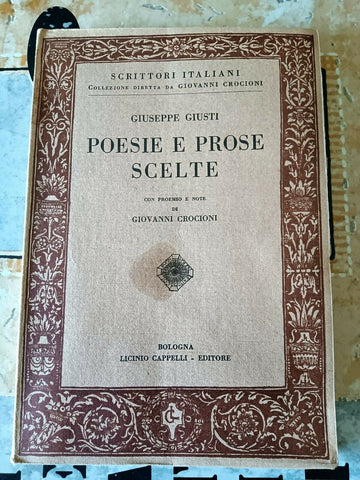 SCRITTORI ITALIANI
COLLEZIONE DIRETTA DA GIOVANNI CROCIONI
GIUSEPPE GIUSTI
POESIE E PROSE
SCELTE
CON PROEMIO E NOTE
DI
GIOVANNI CROCIONI
BOLOGNA
LICINIO CAPPELLI - EDITORE